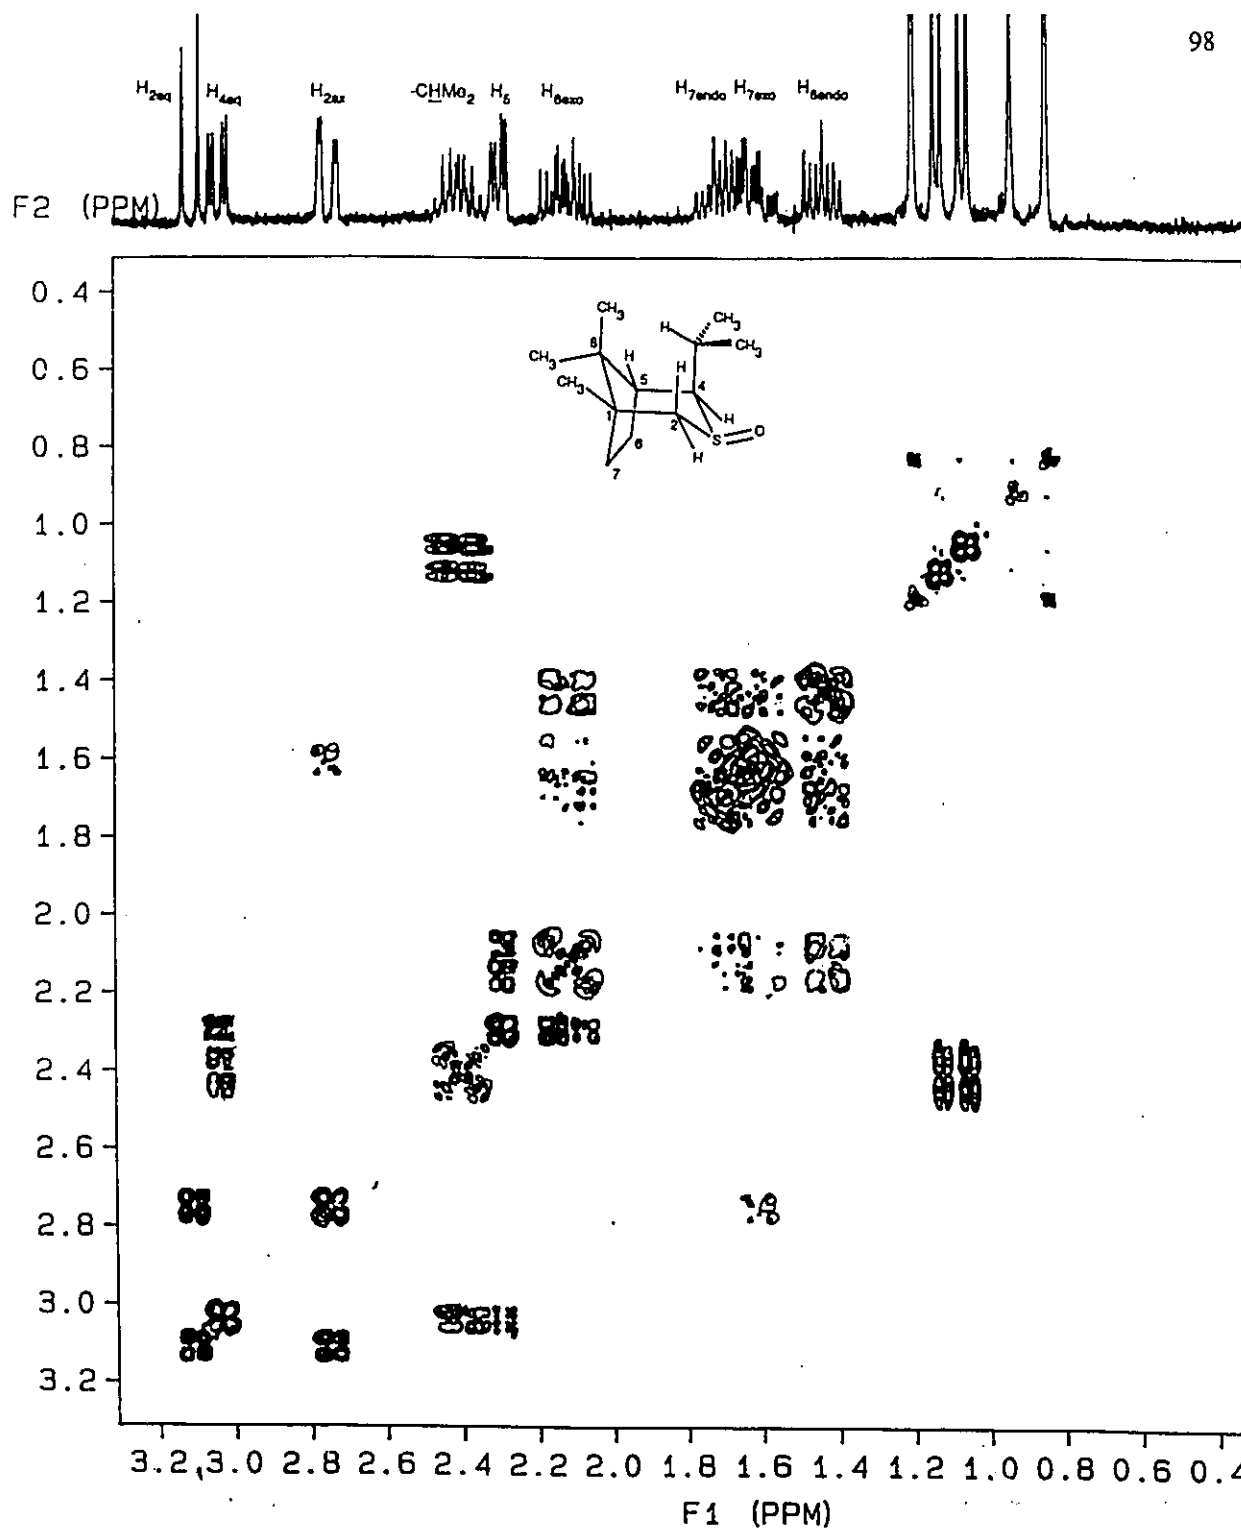 98
H2eq H4eq H2ax -CHMe2 H5 H6exo H7endo H7exo H6endo
F2 (PPM)
0.4
CH3
H CH3
CH3 8 H H CH3
0.6
CH3 5 4
1 2 H
6 S=O
0.8
7 H
1.0
1.2
1.4
1.6
1.8
2.0
2.2
2.4
2.6
2.8
3.0
3.2
3.2,3.0 2.8 2.6 2.4 2.2 2.0 1.8 1.6 1.4 1.2 1.0 0.8 0.6 0.4
F1 (PPM)